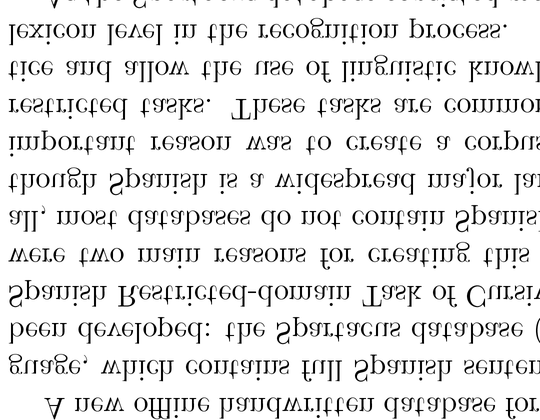 A new offline handwritten database for
guage, which contains full Spanish senten
been developed: the Spartacus database (
Spanish Restricted-domain Task of Cursiv
were two main reasons for creating this
all, most databases do not contain Spanish
though Spanish is a widespread major lan
important reason was to create a corpus
restricted tasks. These tasks are common
tice and allow the use of linguistic knowl
lexicon level in the recognition process.
As the Spartacus database consisted